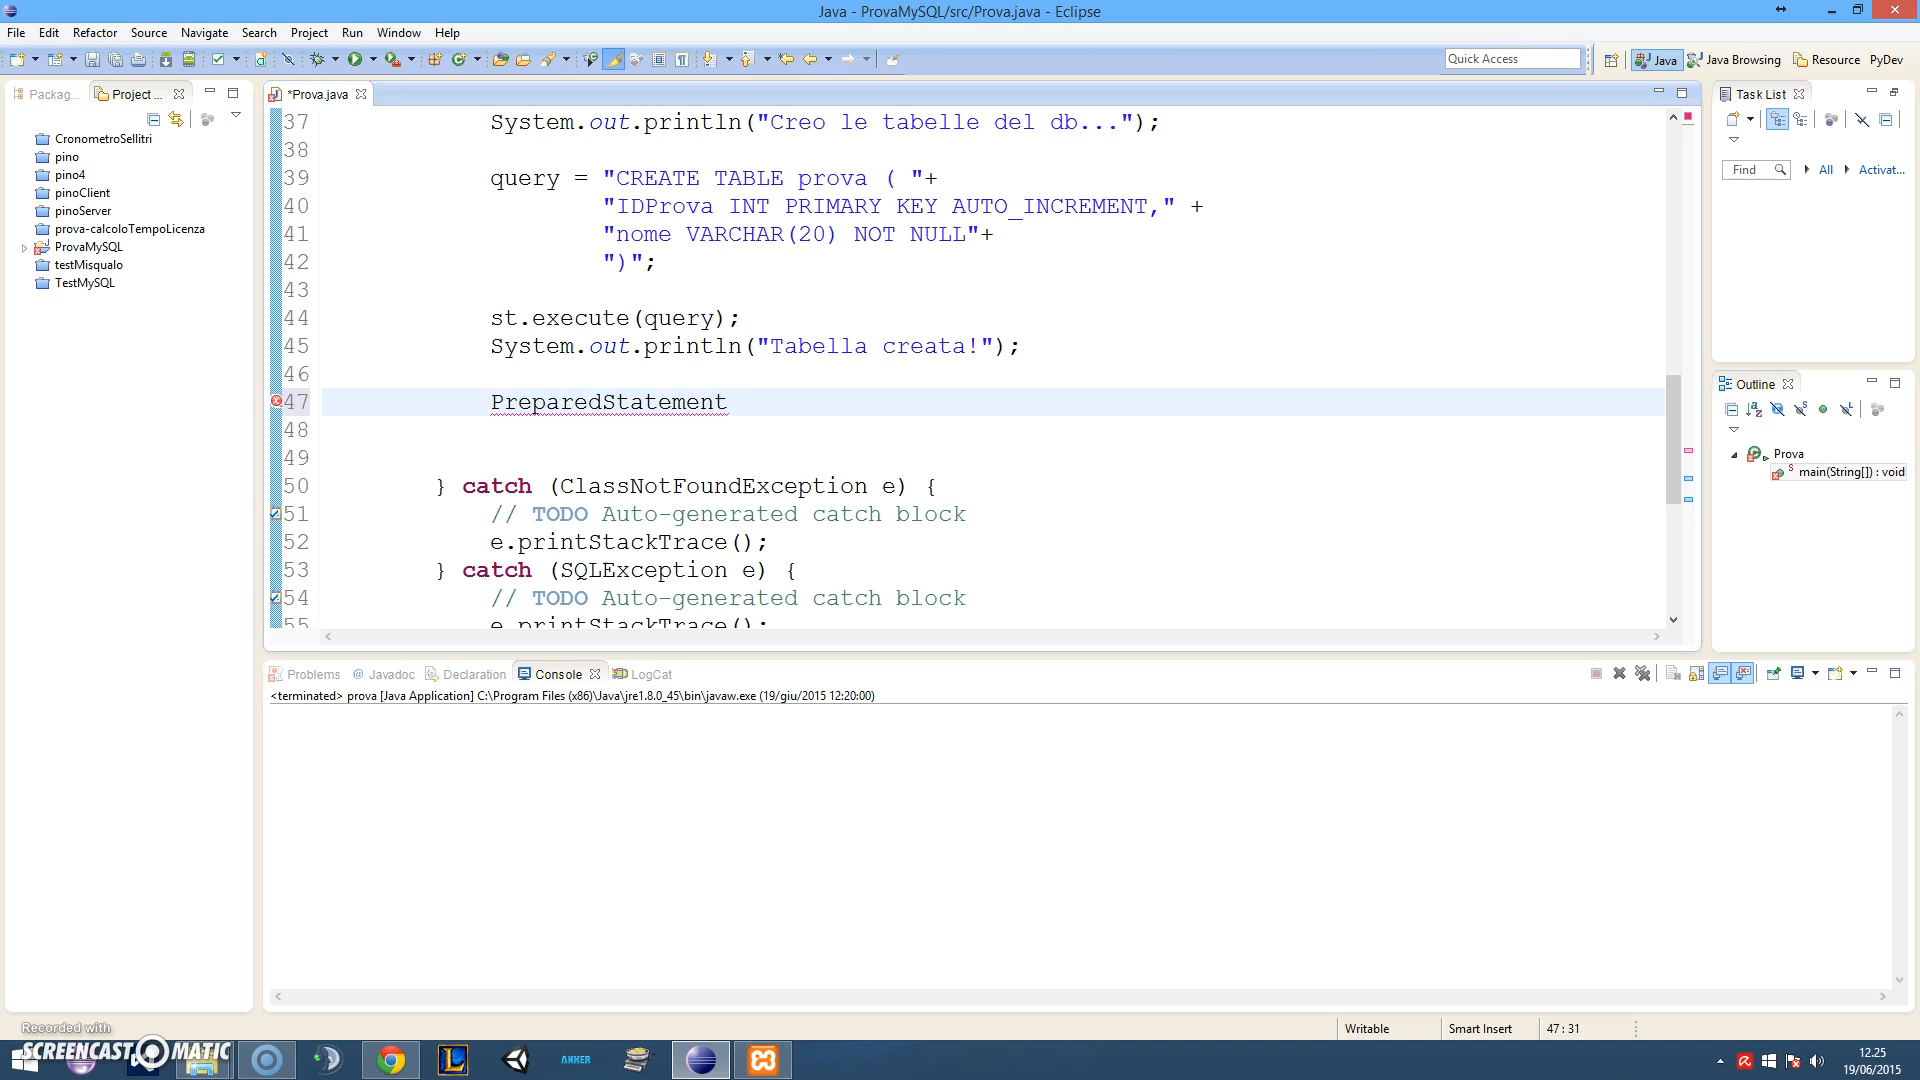 Java - ProvaMySQL/src/Prova.java - Eclipse
File Edit Refactor Source Navigate Search Project Run Window Help
Quick Access
Java Java Browsing Resource PyDev
Packag... Project ...
*Prova.java
Task List
CronometroSellitri
pino
pino4
pinoClient
pinoServer
prova-calcoloTempoLicenza
ProvaMySQL
testMisqualo
TestMySQL
37 System.out.println("Creo le tabelle del db...");
38
39 query = "CREATE TABLE prova ( "+
40 "IDProva INT PRIMARY KEY AUTO_INCREMENT," +
41 "nome VARCHAR(20) NOT NULL"+
42 ")";
43
44 st.execute(query);
45 System.out.println("Tabella creata!");
46
47 PreparedStatement
48
49
50 } catch (ClassNotFoundException e) {
51 // TODO Auto-generated catch block
52 e.printStackTrace();
53 } catch (SQLException e) {
54 // TODO Auto-generated catch block
55 e.printStackTrace();
Find All Activat...
Outline
Prova
main(String[]) : void
Problems @ Javadoc Declaration Console LogCat
<terminated> prova [Java Application] C:\Program Files (x86)\Java\jre1.8.0_45\bin\javaw.exe (19/giu/2015 12:20:00)
Writable Smart Insert 47 : 31
Recorded with
SCREENCAST MATIC
ANKER
12.25
19/06/2015